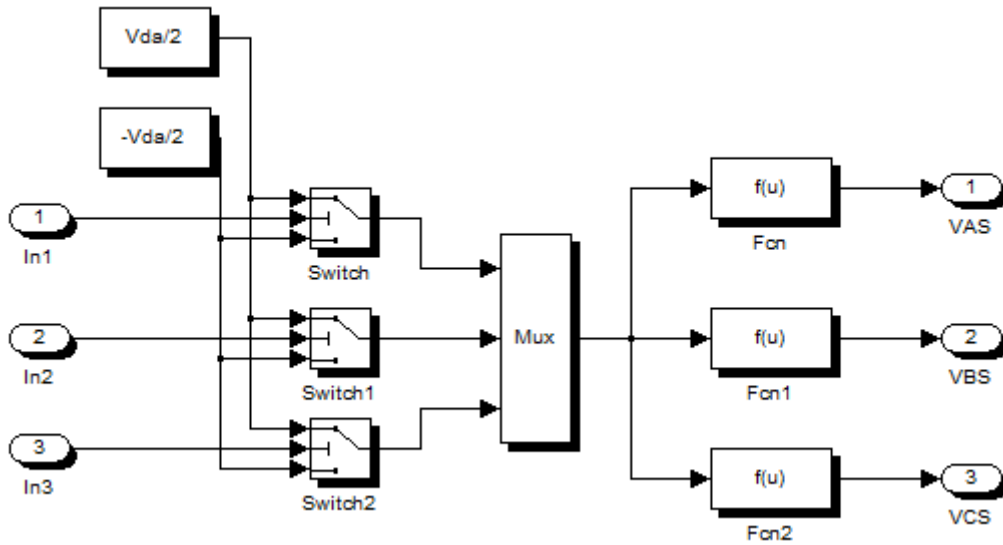 Vda/2
-Vda/2
1
In1
Switch
2
In2
Switch1
3
In3
Switch2
Mux
f(u)
Fcn
1
VAS
f(u)
Fcn1
2
VBS
f(u)
Fcn2
3
VCS